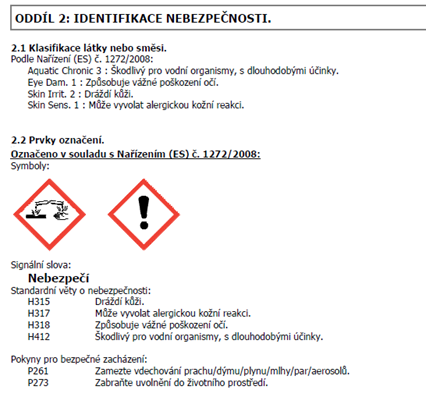 ODDÍL 2: IDENTIFIKACE NEBEZPEČNOSTI.
2.1 Klasifikace látky nebo směsi.
Podle Nařízení (ES) č. 1272/2008:
Aquatic Chronic 3 : Škodlivý pro vodní organismy, s dlouhodobými účinky.
Eye Dam. 1 : Způsobuje vážné poškození očí.
Skin Irrit. 2 : Dráždí kůži.
Skin Sens. 1 : Může vyvolat alergickou kožní reakci.
2.2 Prvky označení.
Označeno v souladu s Nařízením (ES) č. 1272/2008:
Symboly:
Signální slova:
Nebezpečí
Standardní věty o nebezpečnosti:
H315 Dráždí kůži.
H317 Může vyvolat alergickou kožní reakci.
H318 Způsobuje vážné poškození očí.
H412 Škodlivý pro vodní organismy, s dlouhodobými účinky.
Pokyny pro bezpečné zacházení:
P261 Zamezte vdechování prachu/dýmu/plynu/mlhy/par/aerosolů.
P273 Zabraňte uvolnění do životního prostředí.